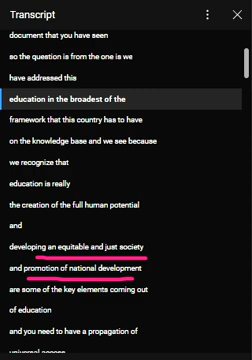 Transcript
document that you have seen
so the question is from the one is we
have addressed this
education in the broadest of the
framework that this country has to have
on the knowledge base and we see because
we recognize that
education is really
the creation of the full human potential
and
developing an equitable and just society
and promotion of national development
are some of the key elements coming out
of education
and you need to have a propagation of
universal access